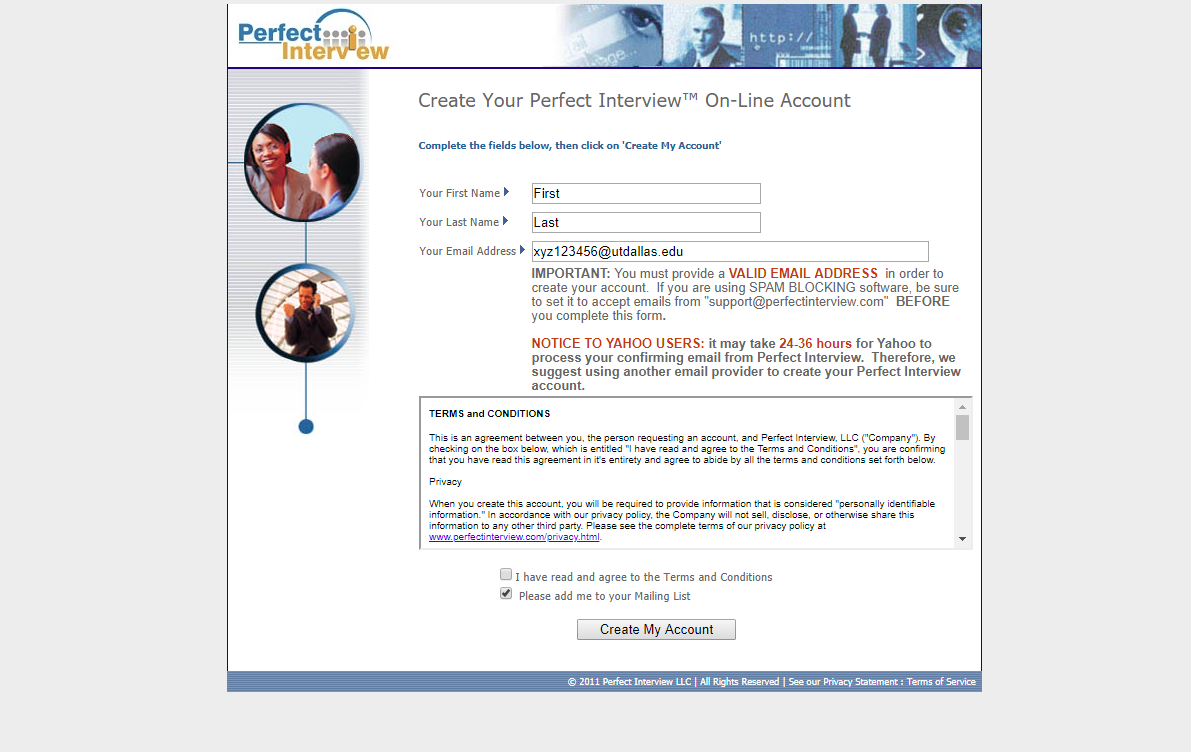 Perfect
Interview
http://
Create Your Perfect Interview™ On-Line Account
Complete the fields below, then click on 'Create My Account'
Your First Name First
Your Last Name Last
Your Email Address xyz123456@utdallas.edu
IMPORTANT: You must provide a VALID EMAIL ADDRESS in order to
create your account. If you are using SPAM BLOCKING software, be sure
to set it to accept emails from "support@perfectinterview.com" BEFORE
you complete this form.
NOTICE TO YAHOO USERS: it may take 24-36 hours for Yahoo to
process your confirming email from Perfect Interview. Therefore, we
suggest using another email provider to create your Perfect Interview
account.
TERMS and CONDITIONS
This is an agreement between you, the person requesting an account, and Perfect Interview, LLC ("Company"). By
checking on the box below, which is entitled "I have read and agree to the Terms and Conditions", you are confirming
that you have read this agreement in it's entirety and agree to abide by all the terms and conditions set forth below.
Privacy
When you create this account, you will be required to provide information that is considered "personally identifiable
information." In accordance with our privacy policy, the Company will not sell, disclose, or otherwise share this
information to any other third party. Please see the complete terms of our privacy policy at
www.perfectinterview.com/privacy.html.
I have read and agree to the Terms and Conditions
Please add me to your Mailing List
Create My Account
© 2011 Perfect Interview LLC | All Rights Reserved | See our Privacy Statement : Terms of Service